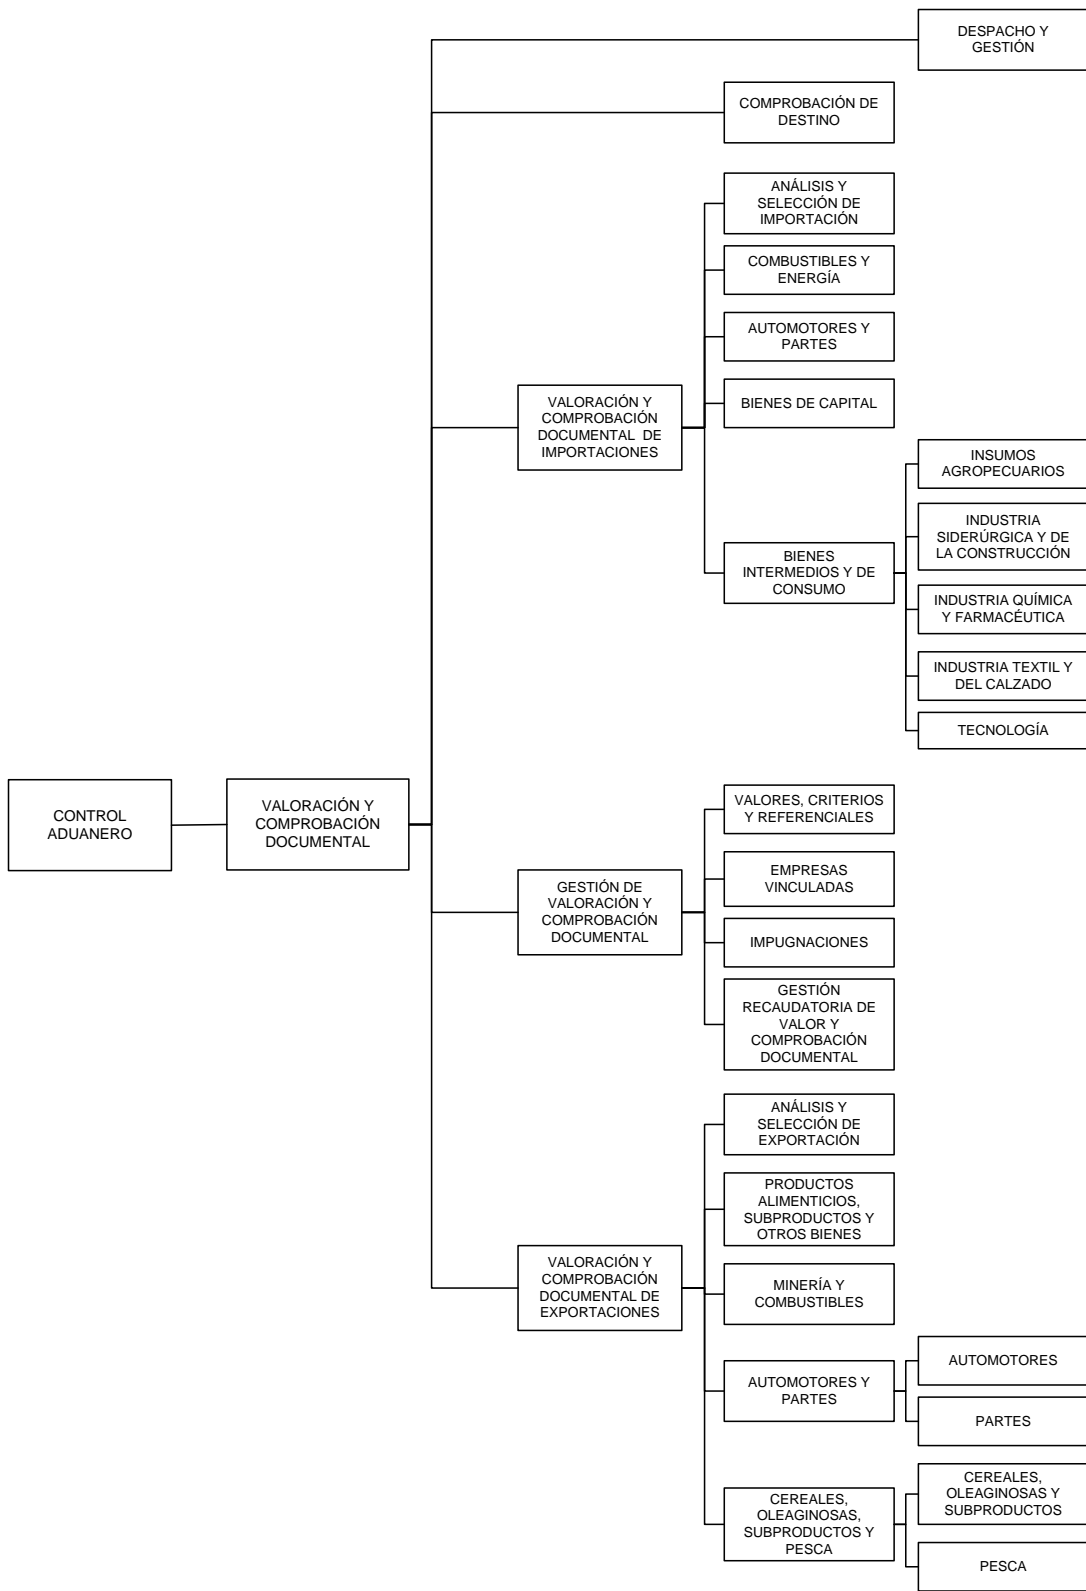 DESPACHO Y
GESTIÓN
COMPROBACIÓN DE
DESTINO
ANÁLISIS Y
SELECCIÓN DE
IMPORTACIÓN
COMBUSTIBLES Y
ENERGÍA
AUTOMOTORES Y
PARTES
VALORACIÓN Y
COMPROBACIÓN
DOCUMENTAL DE
IMPORTACIONES
BIENES DE CAPITAL
BIENES
INTERMEDIOS Y DE
CONSUMO
INSUMOS
AGROPECUARIOS
INDUSTRIA
SIDERÚRGICA Y DE
LA CONSTRUCCIÓN
INDUSTRIA QUÍMICA
Y FARMACÉUTICA
INDUSTRIA TEXTIL Y
DEL CALZADO
TECNOLOGÍA
CONTROL
ADUANERO
VALORACIÓN Y
COMPROBACIÓN
DOCUMENTAL
VALORES, CRITERIOS
Y REFERENCIALES
EMPRESAS
VINCULADAS
GESTIÓN DE
VALORACIÓN Y
COMPROBACIÓN
DOCUMENTAL
IMPUGNACIONES
GESTIÓN
RECAUDATORIA DE
VALOR Y
COMPROBACIÓN
DOCUMENTAL
ANÁLISIS Y
SELECCIÓN DE
EXPORTACIÓN
PRODUCTOS
ALIMENTICIOS,
SUBPRODUCTOS Y
OTROS BIENES
VALORACIÓN Y
COMPROBACIÓN
DOCUMENTAL DE
EXPORTACIONES
MINERÍA Y
COMBUSTIBLES
AUTOMOTORES Y
PARTES
AUTOMOTORES
PARTES
CEREALES,
OLEAGINOSAS,
SUBPRODUCTOS Y
PESCA
CEREALES,
OLEAGINOSAS Y
SUBPRODUCTOS
PESCA